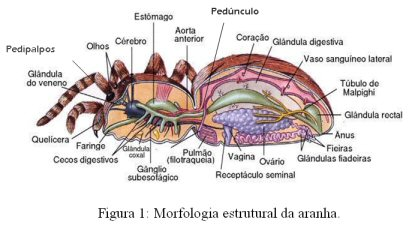 Pedúnculo
Estômago
Pedipalpos
Olhos
Cérebro
Aorta
anterior
Coração
Glândula digestiva
Vaso sanguíneo lateral
Glândula
do veneno
Túbulo de
Malpighi
Glândula rectal
Ânus
Quelícera
Faringe
Cecos digestivos
Glândula
coxal
Gânglio
subesofágico
Pulmão
(filotraqueia)
Vagina
Ovário
Receptáculo seminal
Fieiras
Glândulas fiadeiras
Figura 1: Morfologia estrutural da aranha.